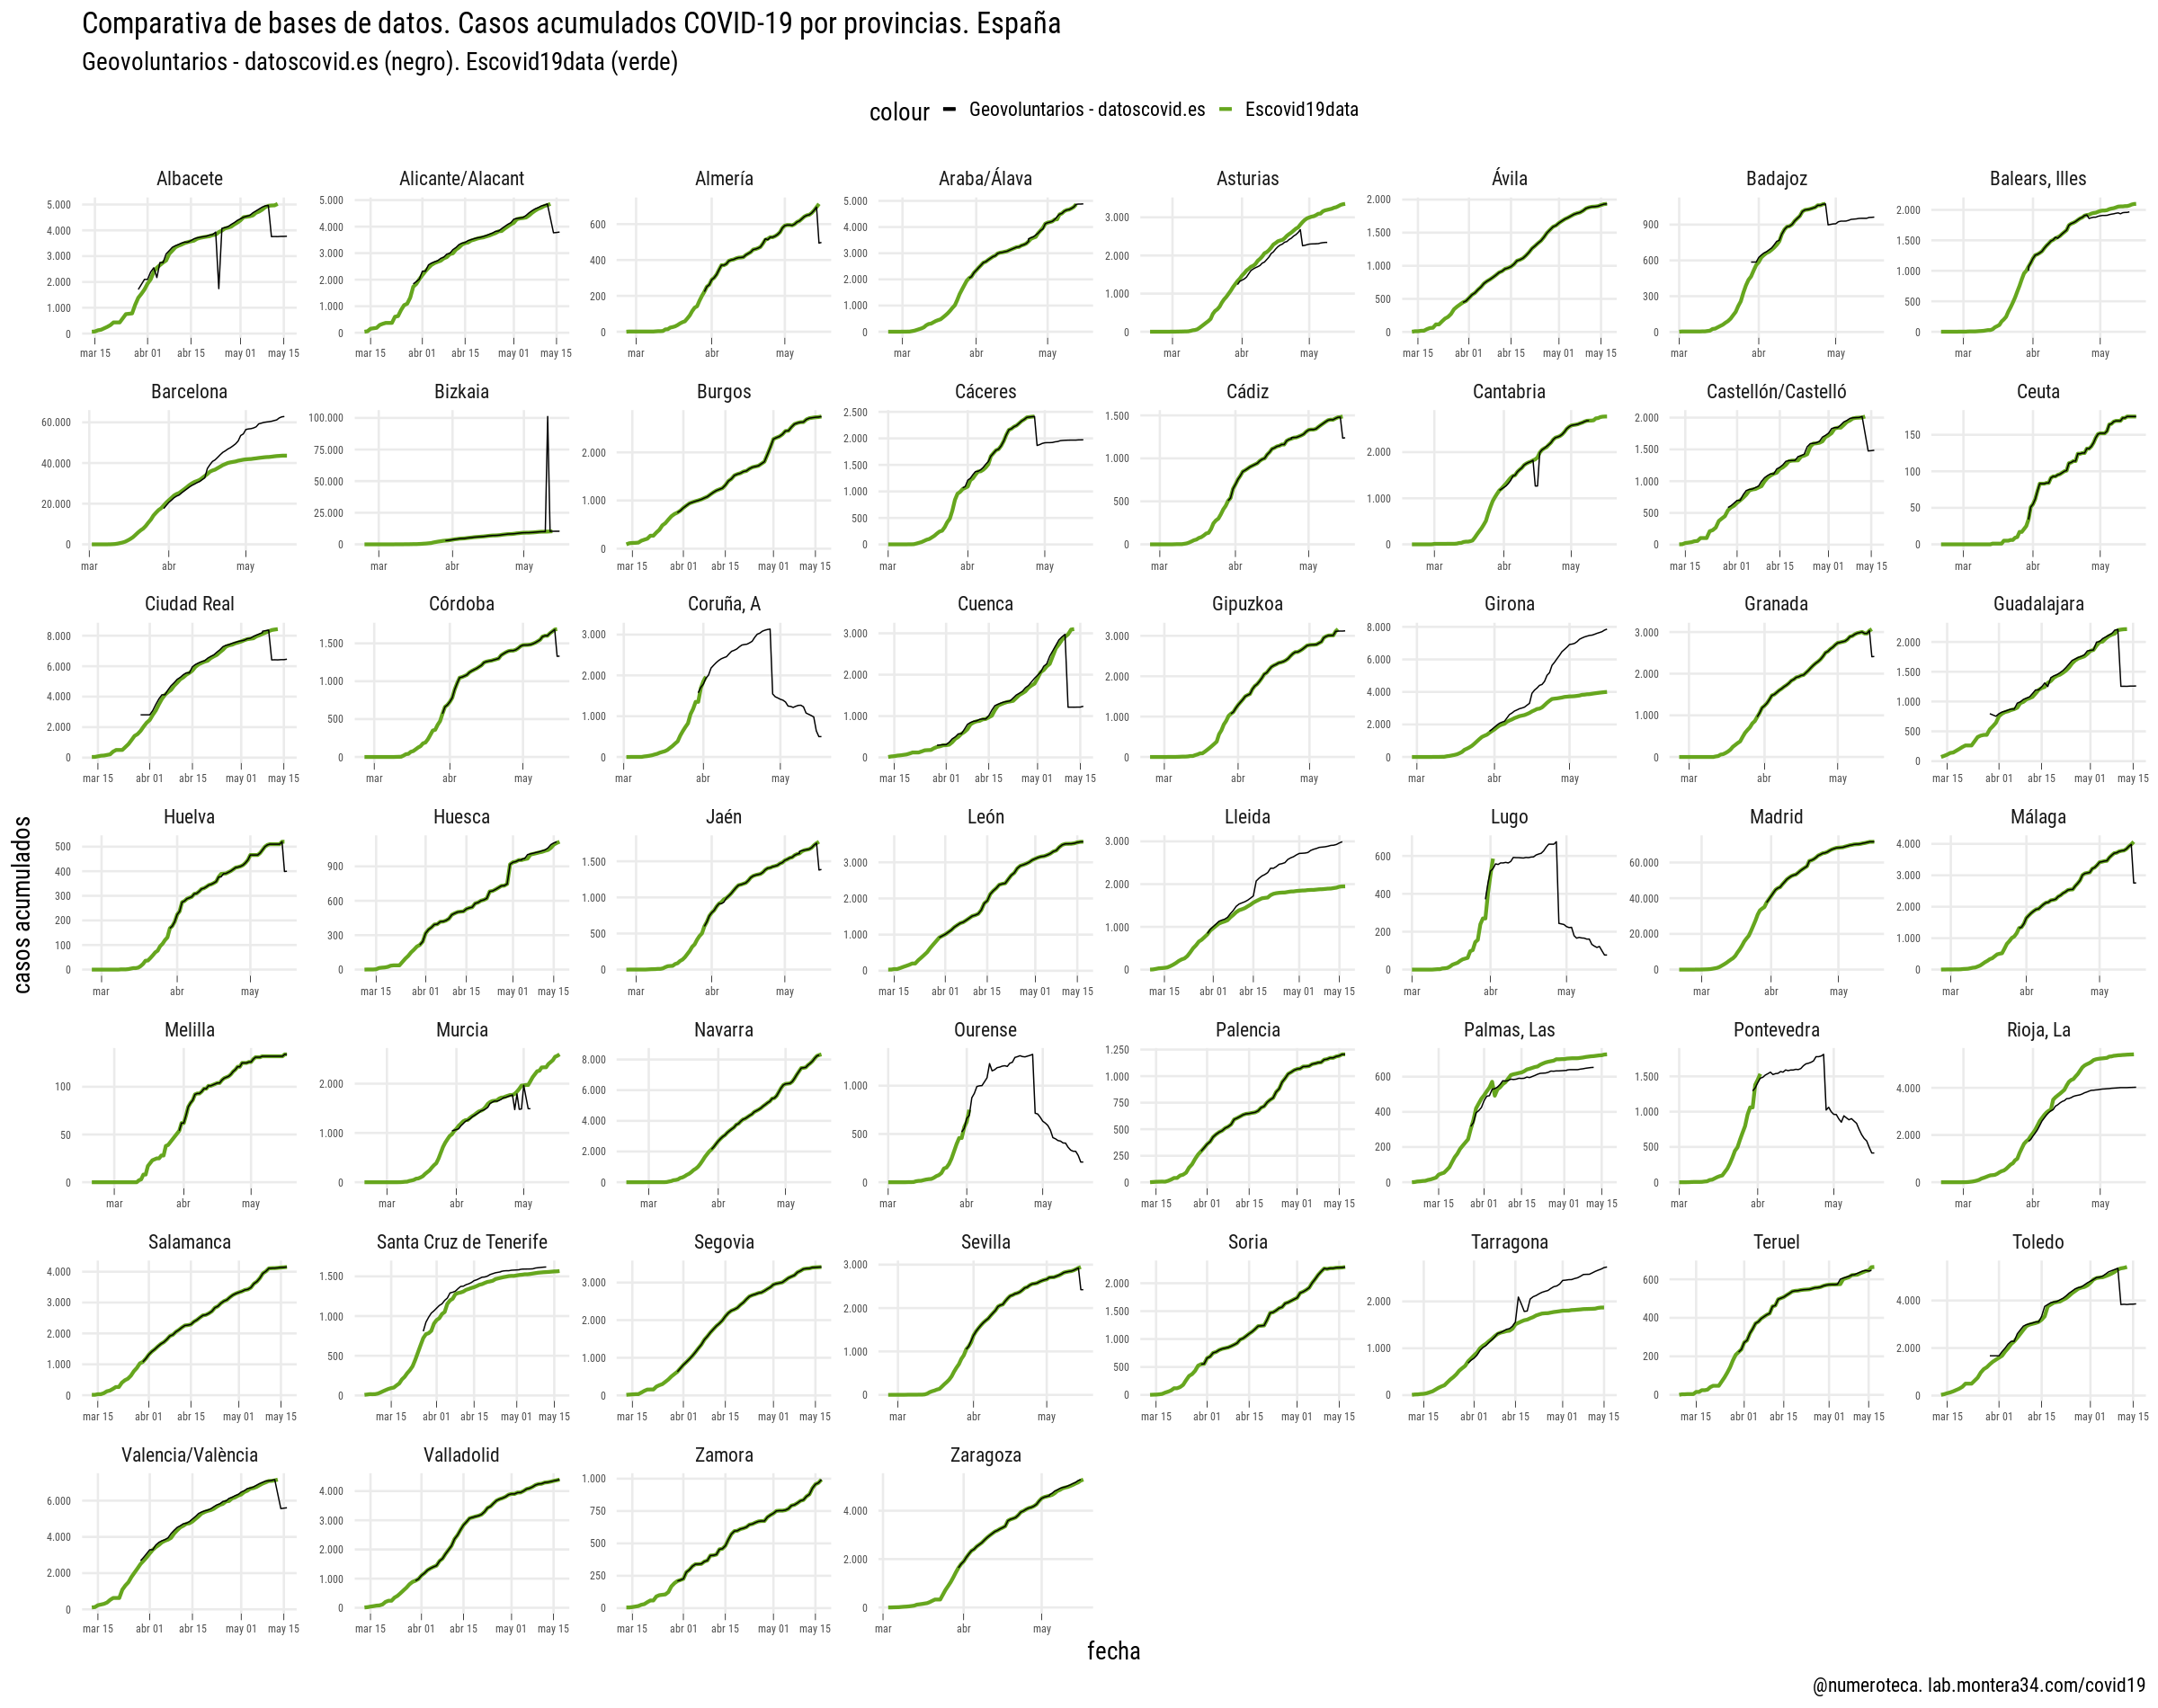 Comparativa de bases de datos. Casos acumulados COVID-19 por provincias. España
Geovoluntarios - datoscovid.es (negro). Escovid19data (verde)
colour Geovoluntarios - datoscovid.es Escovid19data
Albacete Alicante/Alacant Almería Araba/Álava Asturias Ávila Badajoz Balears, Illes
5.000 5.000 600 5.000 3.000 2.000 900 2.000
4.000 4.000 400 4.000 2.000 1.500 600 1.500
3.000 3.000 200 3.000 1.000 1.000 300 1.000
2.000 2.000 0 2.000 0 500 0 500
1.000 1.000 1.000 0 0
0 0 0
mar 15 abr 01 abr 15 may 01 may 15 mar 15 abr 01 abr 15 may 01 may 15 mar abr may mar abr may mar abr may mar 15 abr 01 abr 15 may 01 may 15 mar abr may mar abr may
Barcelona Bizkaia Burgos Cáceres Cádiz Cantabria Castellón/Castelló Ceuta
60.000 100.000 2.000 2.500 1.500 2.000 2.000 150
40.000 75.000 1.000 2.000 1.000 1.000 1.500 100
20.000 50.000 0 1.500 500 0 1.000 50
0 25.000 1.000 0 500 0
0 500 0
0
mar abr may mar abr may mar 15 abr 01 abr 15 may 01 may 15 mar abr may mar abr may mar abr may mar 15 abr 01 abr 15 may 01 may 15 mar abr may
Ciudad Real Córdoba Coruña, A Cuenca Gipuzkoa Girona Granada Guadalajara
8.000 1.500 3.000 3.000 3.000 8.000 3.000 2.000
6.000 1.000 2.000 2.000 2.000 6.000 2.000 1.500
4.000 500 1.000 1.000 1.000 4.000 1.000 1.000
2.000 0 0 0 0 2.000 0 500
0 0 0
mar 15 abr 01 abr 15 may 01 may 15 mar abr may mar abr may mar 15 abr 01 abr 15 may 01 may 15 mar abr may mar abr may mar abr may mar 15 abr 01 abr 15 may 01 may 15
casos acumulados
Huelva Huesca Jaén León Lleida Lugo Madrid Málaga
500 900 1.500 3.000 3.000 600 60.000 4.000
400 600 1.000 2.000 2.000 400 40.000 3.000
300 300 500 1.000 1.000 200 20.000 2.000
200 0 0 0 0 0 0 1.000
100 0
0
mar abr may mar 15 abr 01 abr 15 may 01 may 15 mar abr may mar 15 abr 01 abr 15 may 01 may 15 mar 15 abr 01 abr 15 may 01 may 15 mar abr may mar abr may mar abr may
Melilla Murcia Navarra Ourense Palencia Palmas, Las Pontevedra Rioja, La
100 2.000 8.000 1.000 1.250 600 1.500 4.000
50 1.000 6.000 500 1.000 400 1.000 2.000
0 0 4.000 0 750 200 500 0
2.000 500 0 0
0 250
0
mar abr may mar abr may mar abr may mar abr may mar 15 abr 01 abr 15 may 01 may 15 mar 15 abr 01 abr 15 may 01 may 15 mar abr may mar abr may
Salamanca Santa Cruz de Tenerife Segovia Sevilla Soria Tarragona Teruel Toledo
4.000 1.500 3.000 3.000 2.000 2.000 600 4.000
3.000 1.000 2.000 2.000 1.500 1.000 400 2.000
2.000 500 1.000 1.000 1.000 0 200 0
1.000 0 0 0 500 0
0 0
mar 15 abr 01 abr 15 may 01 may 15 mar 15 abr 01 abr 15 may 01 may 15 mar 15 abr 01 abr 15 may 01 may 15 mar abr may mar 15 abr 01 abr 15 may 01 may 15 mar 15 abr 01 abr 15 may 01 may 15 mar 15 abr 01 abr 15 may 01 may 15 mar 15 abr 01 abr 15 may 01 may 15
Valencia/València Valladolid Zamora Zaragoza
6.000 4.000 1.000 4.000
4.000 3.000 750 2.000
2.000 2.000 500 0
0 1.000 250
0 0
mar 15 abr 01 abr 15 may 01 may 15 mar 15 abr 01 abr 15 may 01 may 15 mar 15 abr 01 abr 15 may 01 may 15 mar abr may
fecha
@numeroteca. lab.montera34.com/covid19